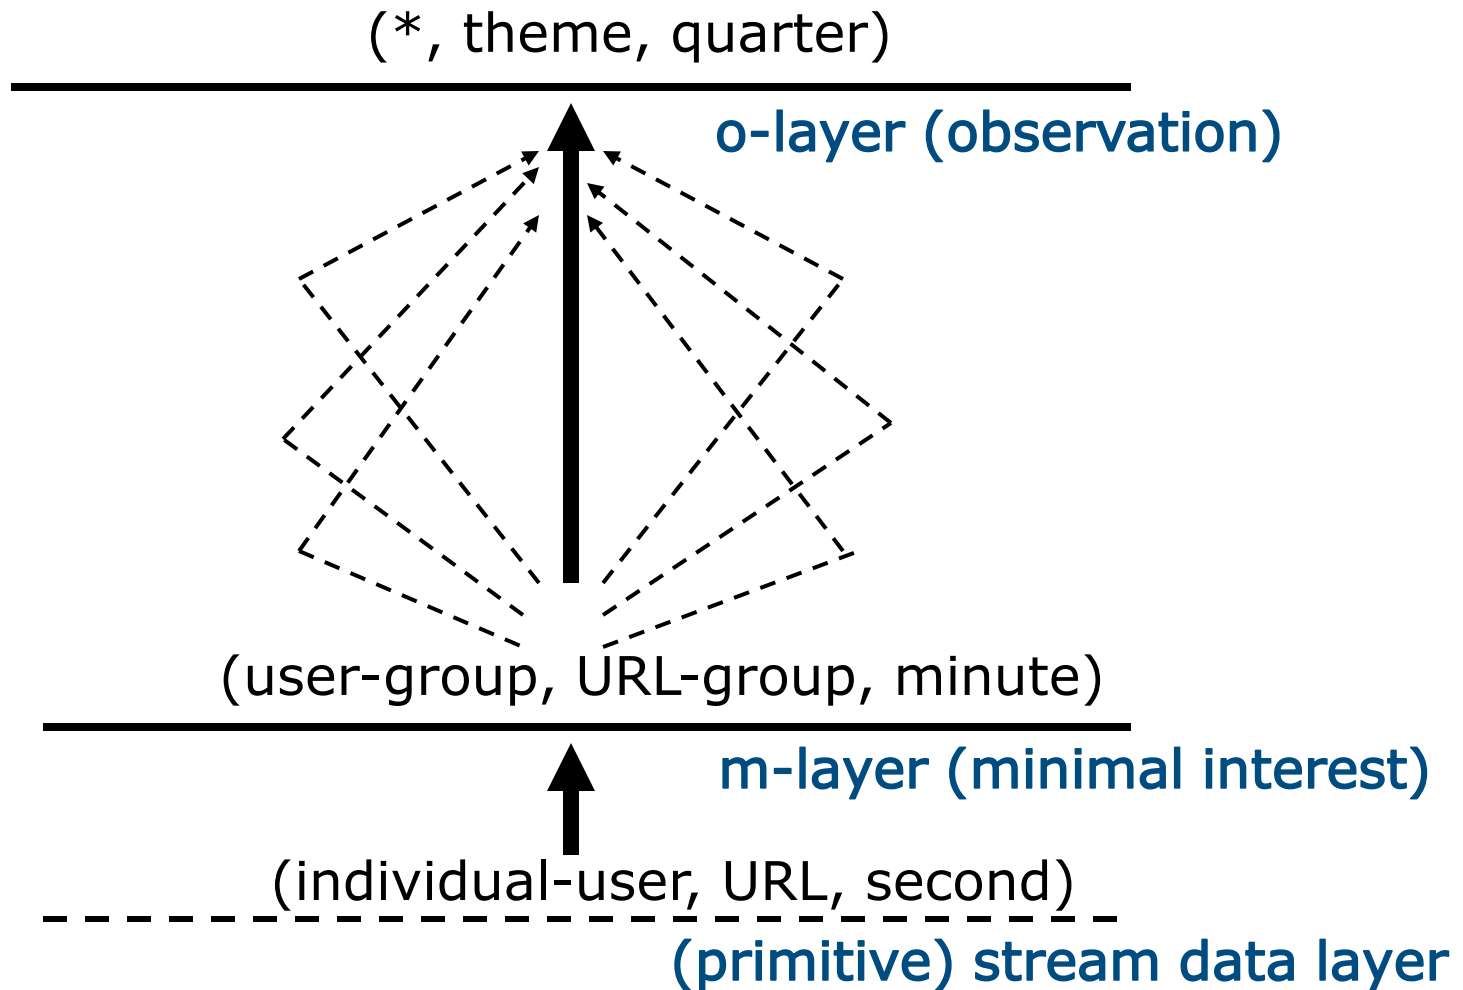 (*, theme, quarter)
o-layer (observation)
(user-group, URL-group, minute)
m-layer (minimal interest)
(individual-user, URL, second)
(primitive) stream data layer